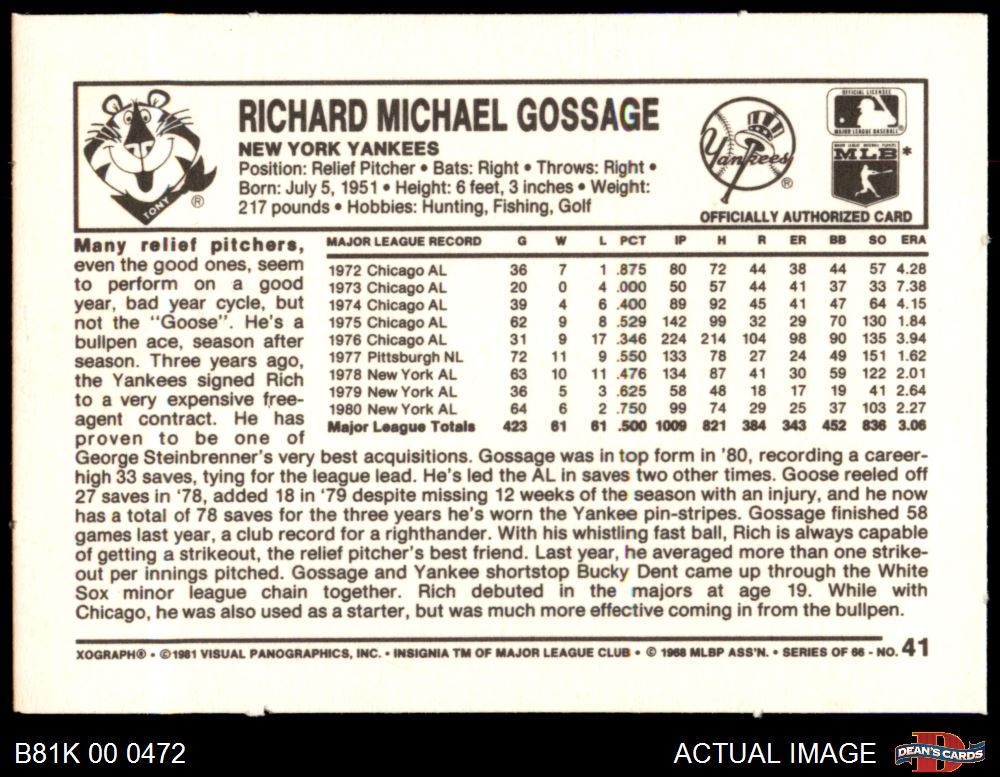 RICHARD MICHAEL GOSSAGE
NEW YORK YANKEES
Position: Relief Pitcher • Bats: Right • Throws: Right •
Born: July 5, 1951 • Height: 6 feet, 3 inches • Weight:
217 pounds • Hobbies: Hunting, Fishing, Golf
TONY ®
Yankees ®
OFFICIAL LICENSEE
MAJOR LEAGUE BASEBALL®
MAJOR LEAGUE BASEBALL PLAYERS
MLB *
OFFICIALLY AUTHORIZED CARD
Many relief pitchers,
even the good ones, seem
to perform on a good
year, bad year cycle, but
not the "Goose". He's a
bullpen ace, season after
season. Three years ago,
the Yankees signed Rich
to a very expensive free-
agent contract. He has
proven to be one of
MAJOR LEAGUE RECORD G W L PCT IP H R ER BB SO ERA
1972 Chicago AL 36 7 1 .875 80 72 44 38 44 57 4.28
1973 Chicago AL 20 0 4 .000 50 57 44 41 37 33 7.38
1974 Chicago AL 39 4 6 .400 89 92 45 41 47 64 4.15
1975 Chicago AL 62 9 8 .529 142 99 32 29 70 130 1.84
1976 Chicago AL 31 9 17 .346 224 214 104 98 90 135 3.94
1977 Pittsburgh NL 72 11 9 .550 133 78 27 24 49 151 1.62
1978 New York AL 63 10 11 .476 134 87 41 30 59 122 2.01
1979 New York AL 36 5 3 .625 58 48 18 17 19 41 2.64
1980 New York AL 64 6 2 .750 99 74 29 25 37 103 2.27
Major League Totals 423 61 61 .500 1009 821 384 343 452 836 3.06
George Steinbrenner's very best acquisitions. Gossage was in top form in '80, recording a career-
high 33 saves, tying for the league lead. He's led the AL in saves two other times. Goose reeled off
27 saves in '78, added 18 in '79 despite missing 12 weeks of the season with an injury, and he now
has a total of 78 saves for the three years he's worn the Yankee pin-stripes. Gossage finished 58
games last year, a club record for a righthander. With his whistling fast ball, Rich is always capable
of getting a strikeout, the relief pitcher's best friend. Last year, he averaged more than one strike-
out per innings pitched. Gossage and Yankee shortstop Bucky Dent came up through the White
Sox minor league chain together. Rich debuted in the majors at age 19. While with
Chicago, he was also used as a starter, but was much more effective coming in from the bullpen.
XOGRAPH® • ©1981 VISUAL PANOGRAPHICS, INC. • INSIGNIA TM OF MAJOR LEAGUE CLUB • © 1968 MLBP ASS'N. • SERIES OF 66 - NO. 41
B81K 00 0472
ACTUAL IMAGE
DEAN'S CARDS